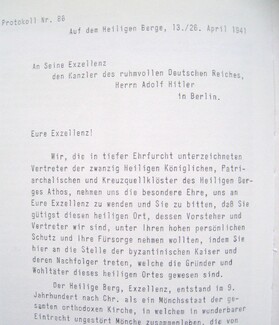 Protokoll Nr. 86
Auf dem Heiligen Berge, 13./26. April 1941
An Seine Exzellenz
den Kanzler des ruhmvollen Deutschen Reiches,
Herrn Adolf Hitler
in Berlin.
Eure Exzellenz!
Wir, die in tiefer Ehrfurcht unterzeichneten
Vertreter der zwanzig Heiligen Königlichen, Patri-
archalischen und Kreuzquellklöster des Heiligen Ber-
ges Athos, nehmen uns die besondere Ehre, uns an
Eure Exzellenz zu wenden und Sie zu bitten, daß Sie
gütigst diesen heiligen Ort, dessen Vorsteher und
Vertreter wir sind, unter Ihren hohen persönlichen
Schutz und Ihre Fürsorge nehmen wollten, indem Sie
hier an die Stelle der byzantinischen Kaiser und
deren Nachfolger treten, welche die Gründer und
Wohltäter dieses heiligen Ortes gewesen sind.
Der Heilige Berg, Exzellenz, entstand im 9.
Jahrhundert nach Chr. als ein Mönchsstaat der ge-
samten orthodoxen Kirche, in welchem in wunderbarer
Eintracht ungestört Mönche zusammenleben, die von